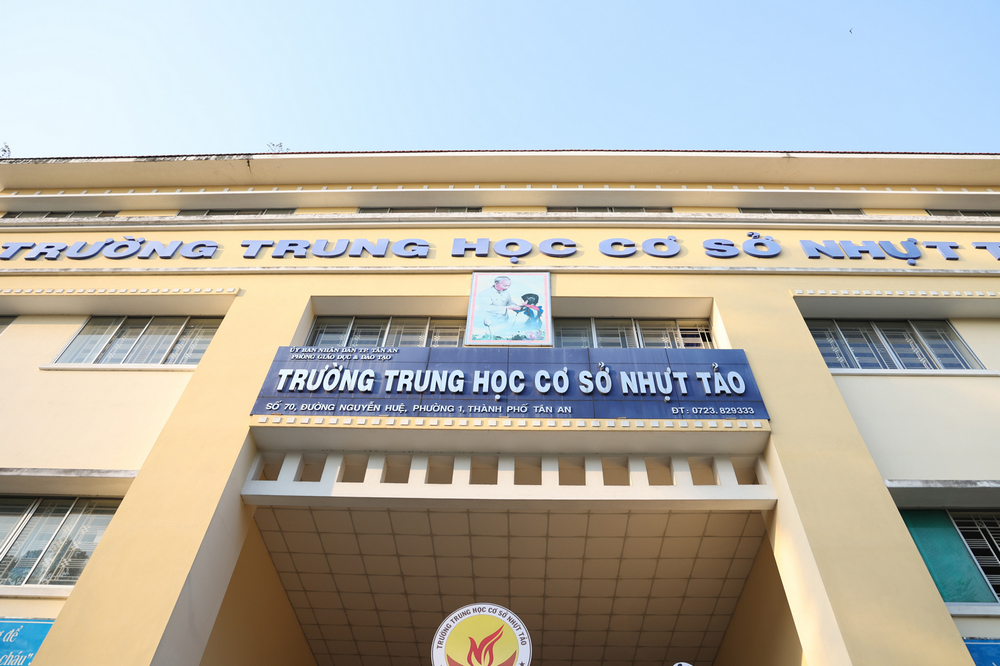 TRƯỜNG TRUNG HỌC CƠ SỞ NHỰT T
ỦY BAN NHÂN DÂN TP. TÂN AN
PHÒNG GIÁO DỤC & ĐÀO TẠO
TRƯỜNG TRUNG HỌC CƠ SỞ NHỰT TẢO
SỐ 70, ĐƯỜNG NGUYỄN HUỆ, PHƯỜNG 1, THÀNH PHỐ TÂN AN
ĐT: 0723. 829333
TRƯỜNG TRUNG HỌC CƠ SỞ NHỰT TẢO
để
cháu"